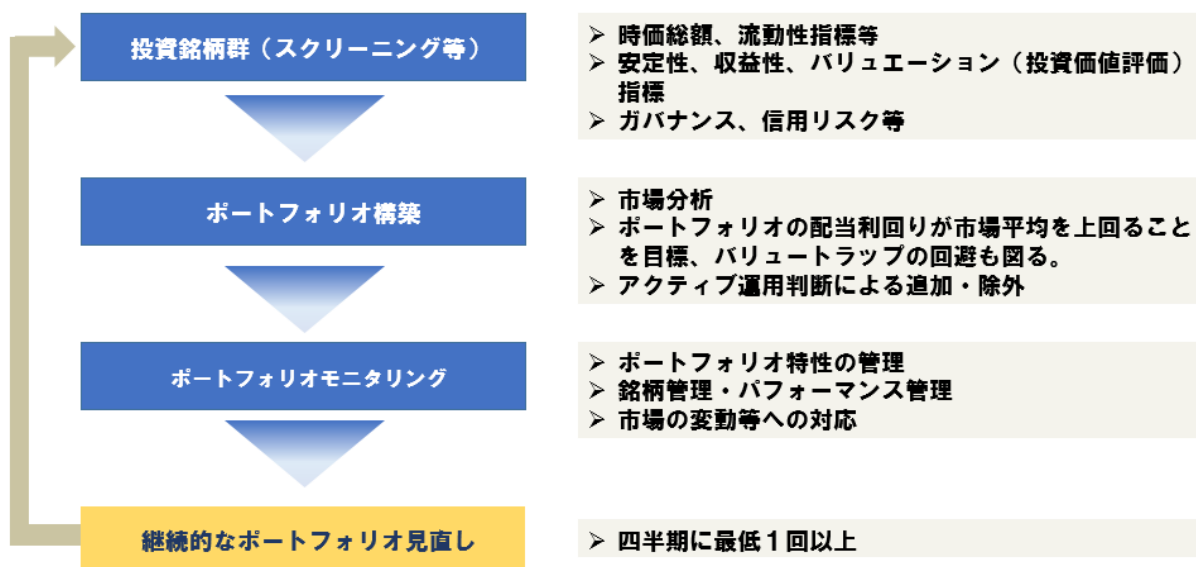 投資銘柄群（スクリーニング等）
➢ 時価総額、流動性指標等
➢ 安定性、収益性、バリュエーション（投資価値評価）
指標
➢ ガバナンス、信用リスク等
ポートフォリオ構築
➢ 市場分析
➢ ポートフォリオの配当利回りが市場平均を上回ること
を目標、バリュートラップの回避も図る。
➢ アクティブ運用判断による追加・除外
ポートフォリオモニタリング
➢ ポートフォリオ特性の管理
➢ 銘柄管理・パフォーマンス管理
➢ 市場の変動等への対応
継続的なポートフォリオ見直し
➢ 四半期に最低１回以上